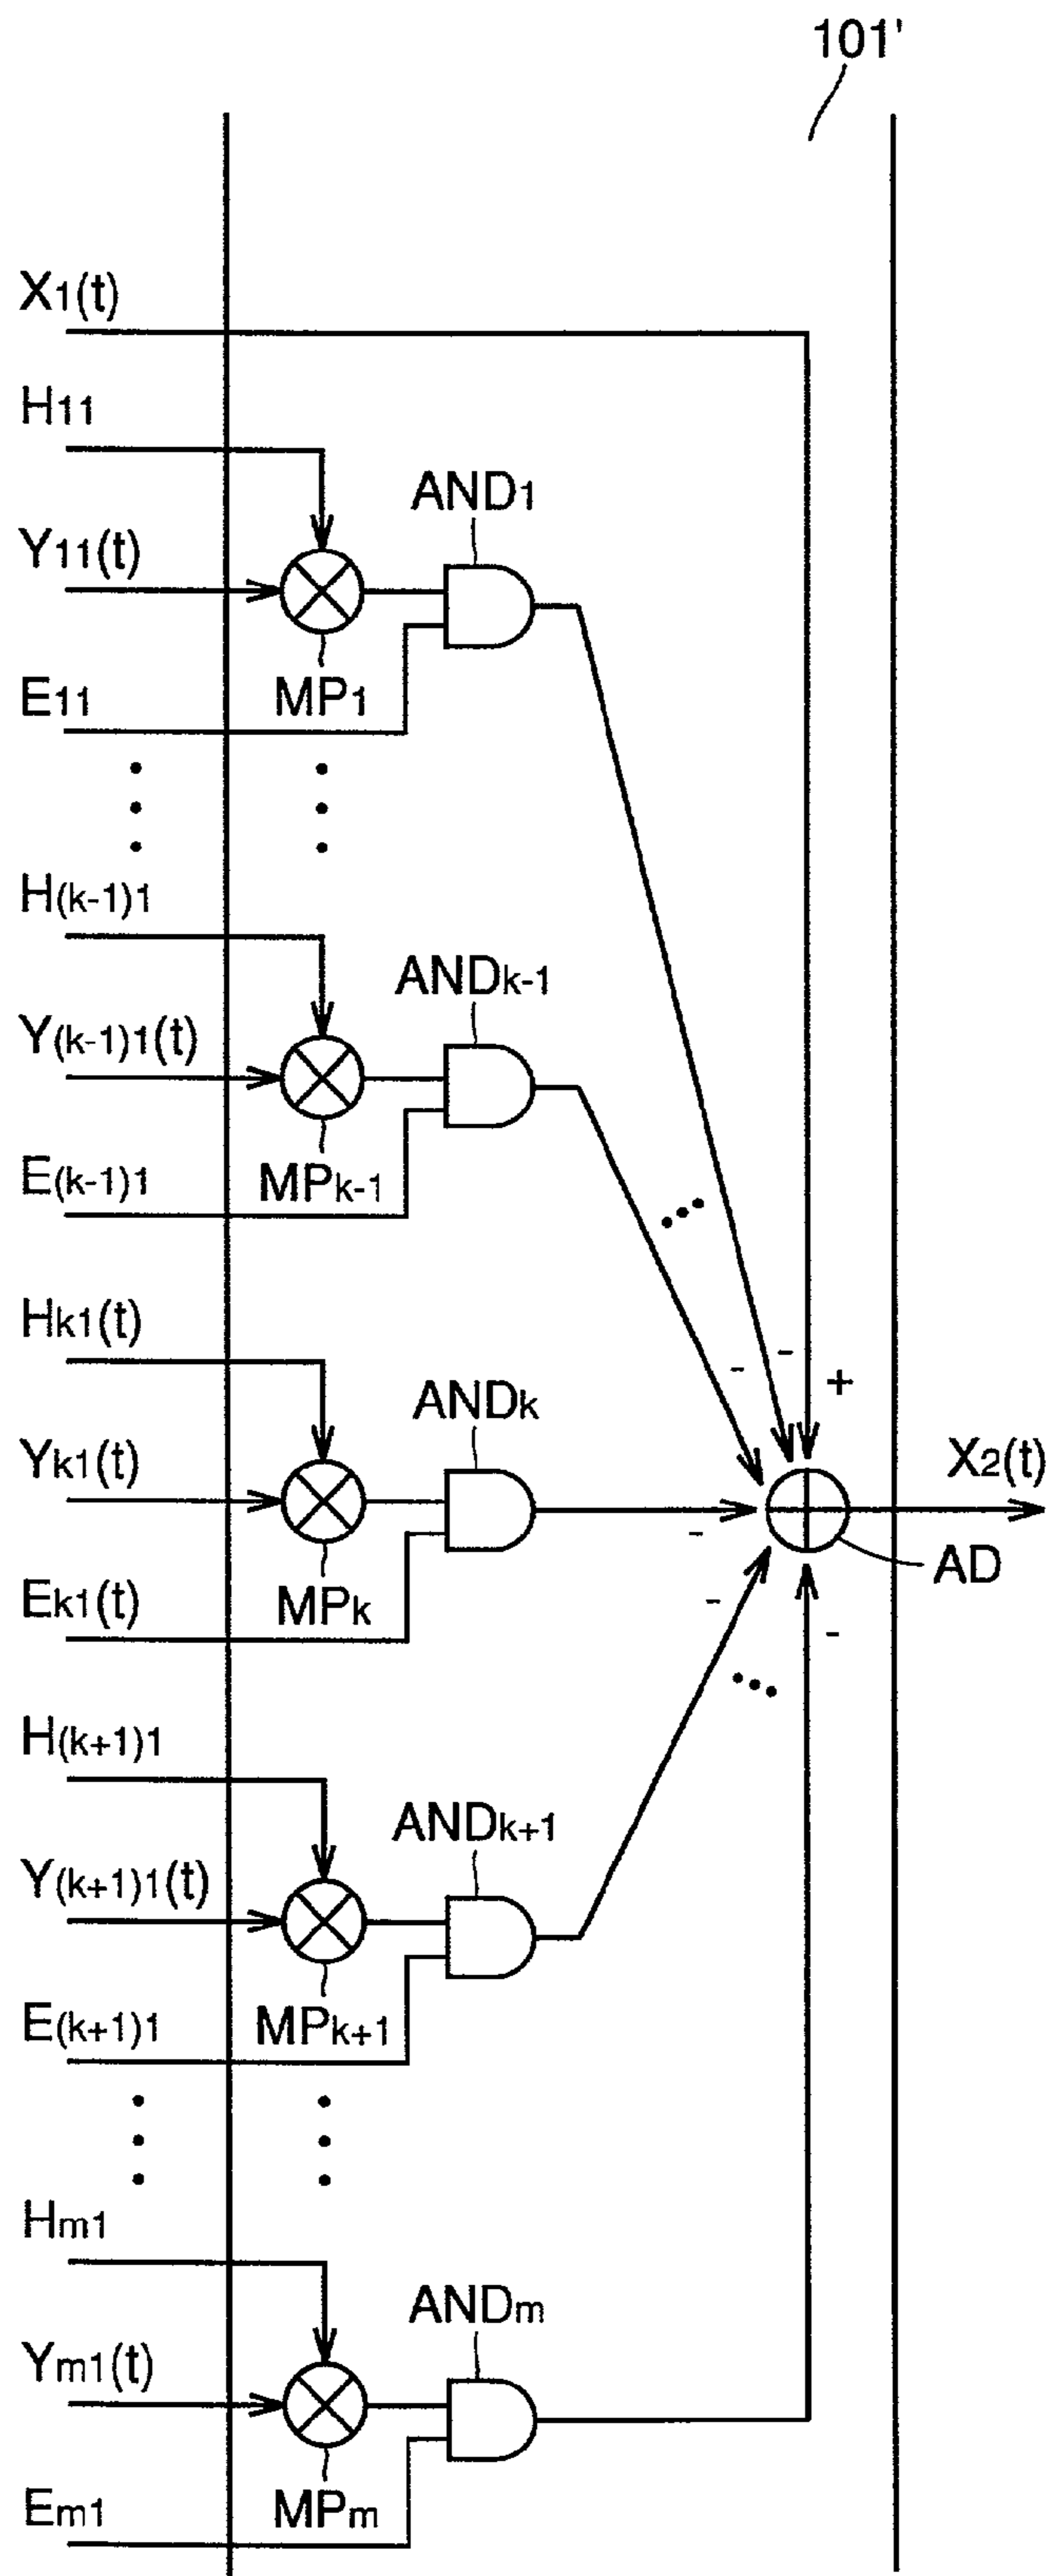 101'
X1(t)
H11
AND1
Y11(t)
MP1
E11
H(k-1)1
ANDk-1
Y(k-1)1(t)
MPk-1
E(k-1)1
Hk1(t)
- - +
ANDk
Yk1(t)
X2(t)
-
AD
MPk
Ek1(t)
- -
H(k+1)1
ANDk+1
Y(k+1)1(t)
MPk+1
E(k+1)1
Hm1
ANDm
Ym1(t)
MPm
Em1